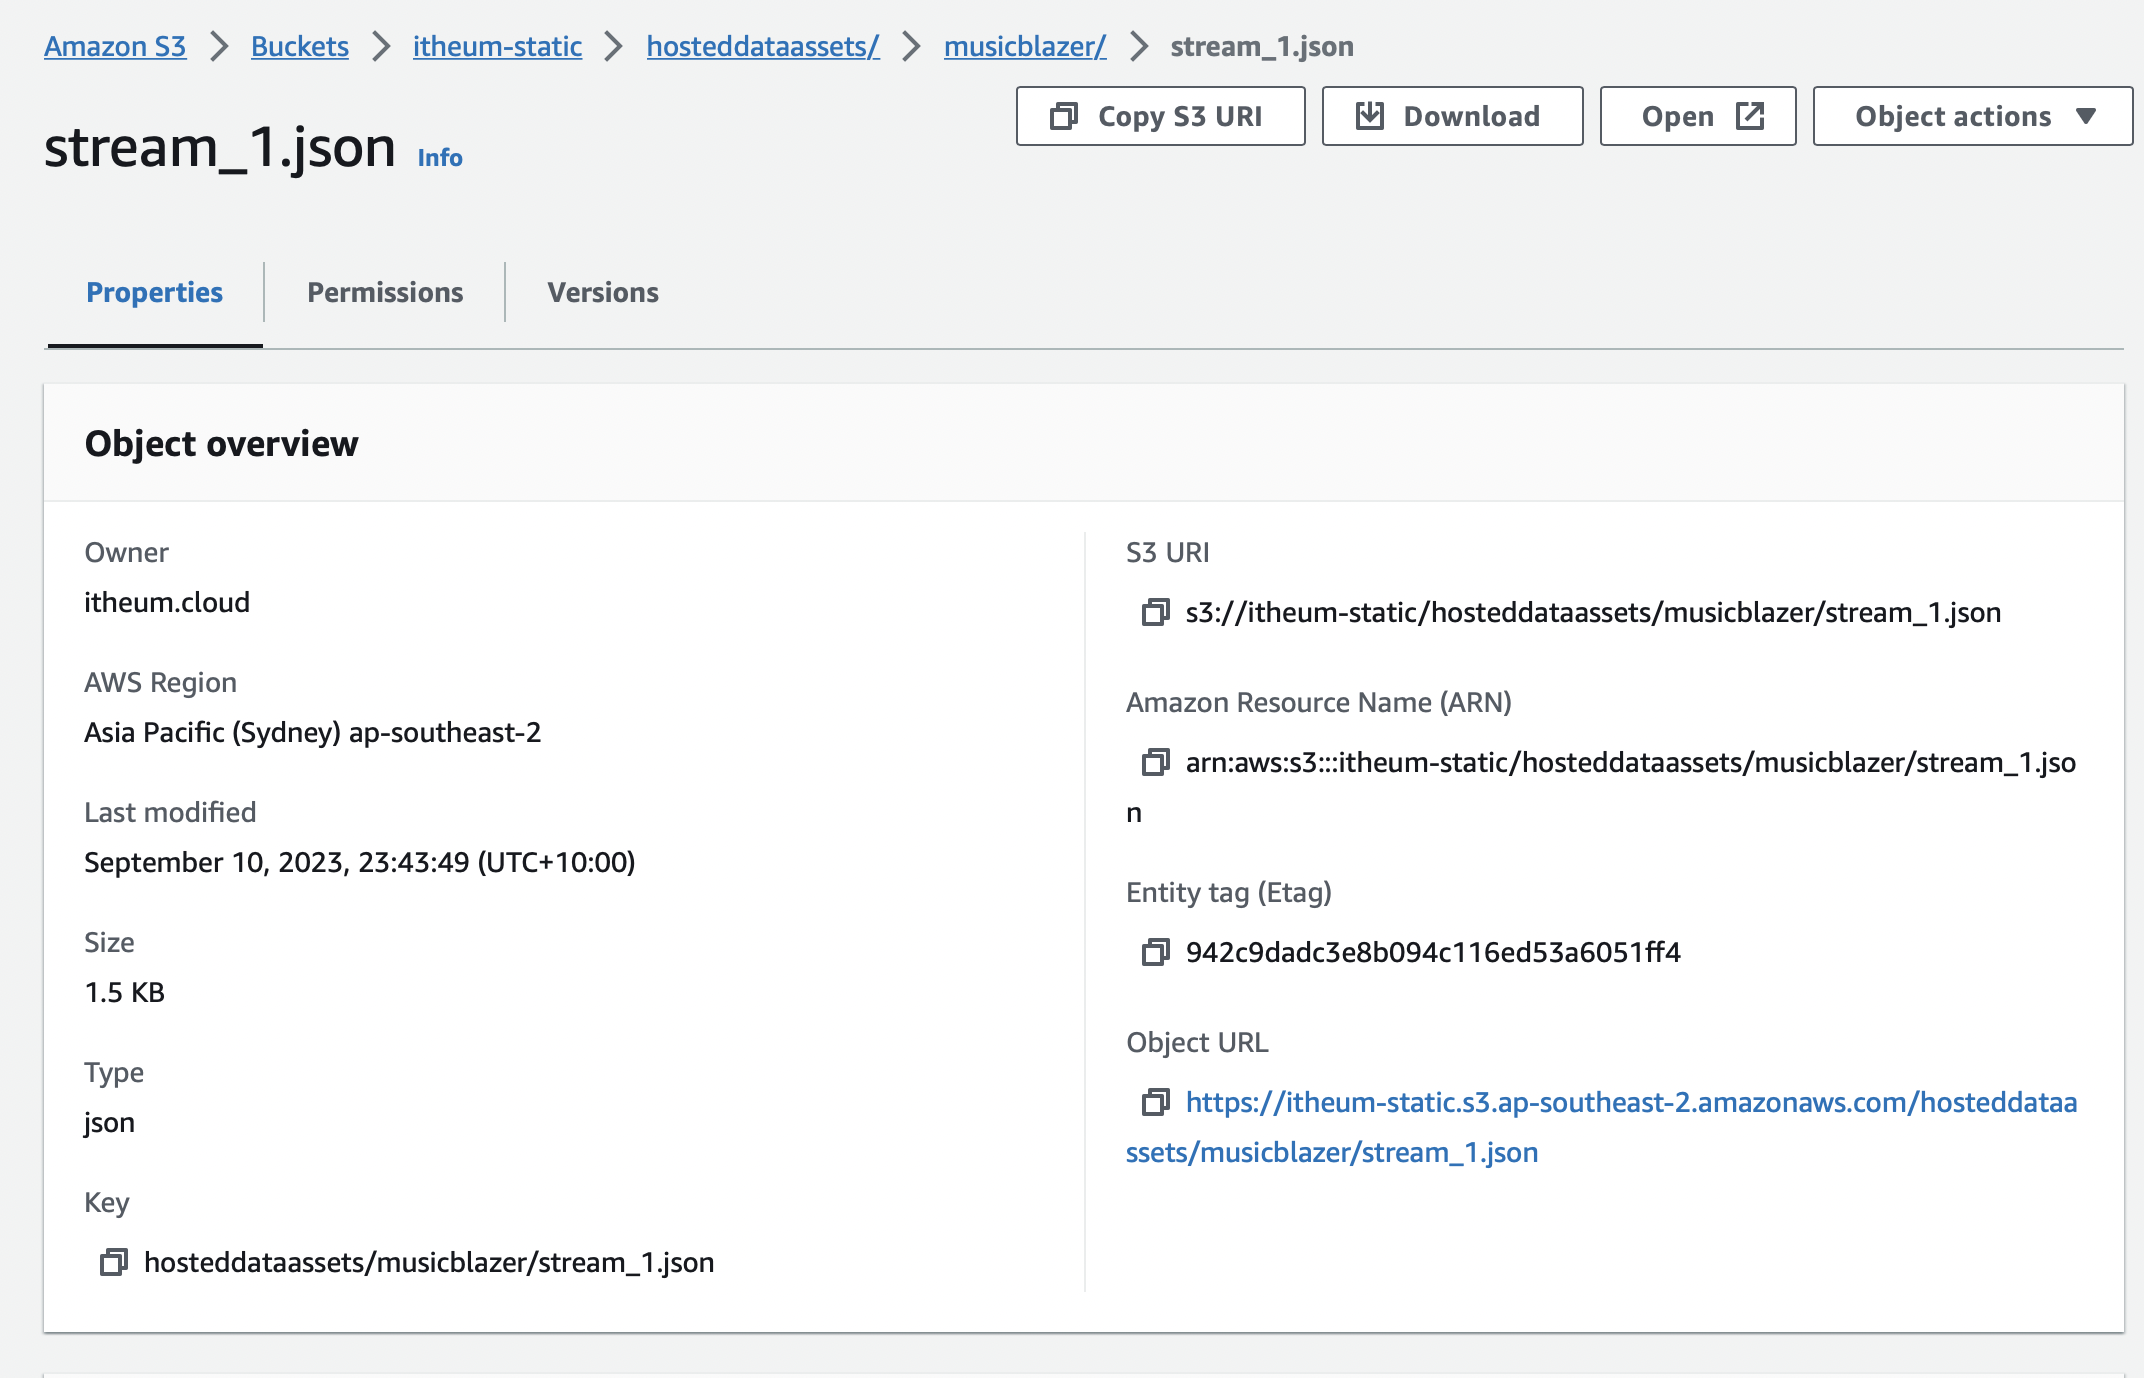 Amazon S3 > Buckets > itheum-static > hosteddataassets/ > musicblazer/ > stream_1.json
stream_1.json Info
Copy S3 URI Download Open Object actions
Properties Permissions Versions
Object overview
Owner
itheum.cloud
AWS Region
Asia Pacific (Sydney) ap-southeast-2
Last modified
September 10, 2023, 23:43:49 (UTC+10:00)
Size
1.5 KB
Type
json
Key
hosteddataassets/musicblazer/stream_1.json
S3 URI
s3://itheum-static/hosteddataassets/musicblazer/stream_1.json
Amazon Resource Name (ARN)
arn:aws:s3:::itheum-static/hosteddataassets/musicblazer/stream_1.jso
n
Entity tag (Etag)
942c9dadc3e8b094c116ed53a6051ff4
Object URL
https://itheum-static.s3.ap-southeast-2.amazonaws.com/hosteddataa
ssets/musicblazer/stream_1.json